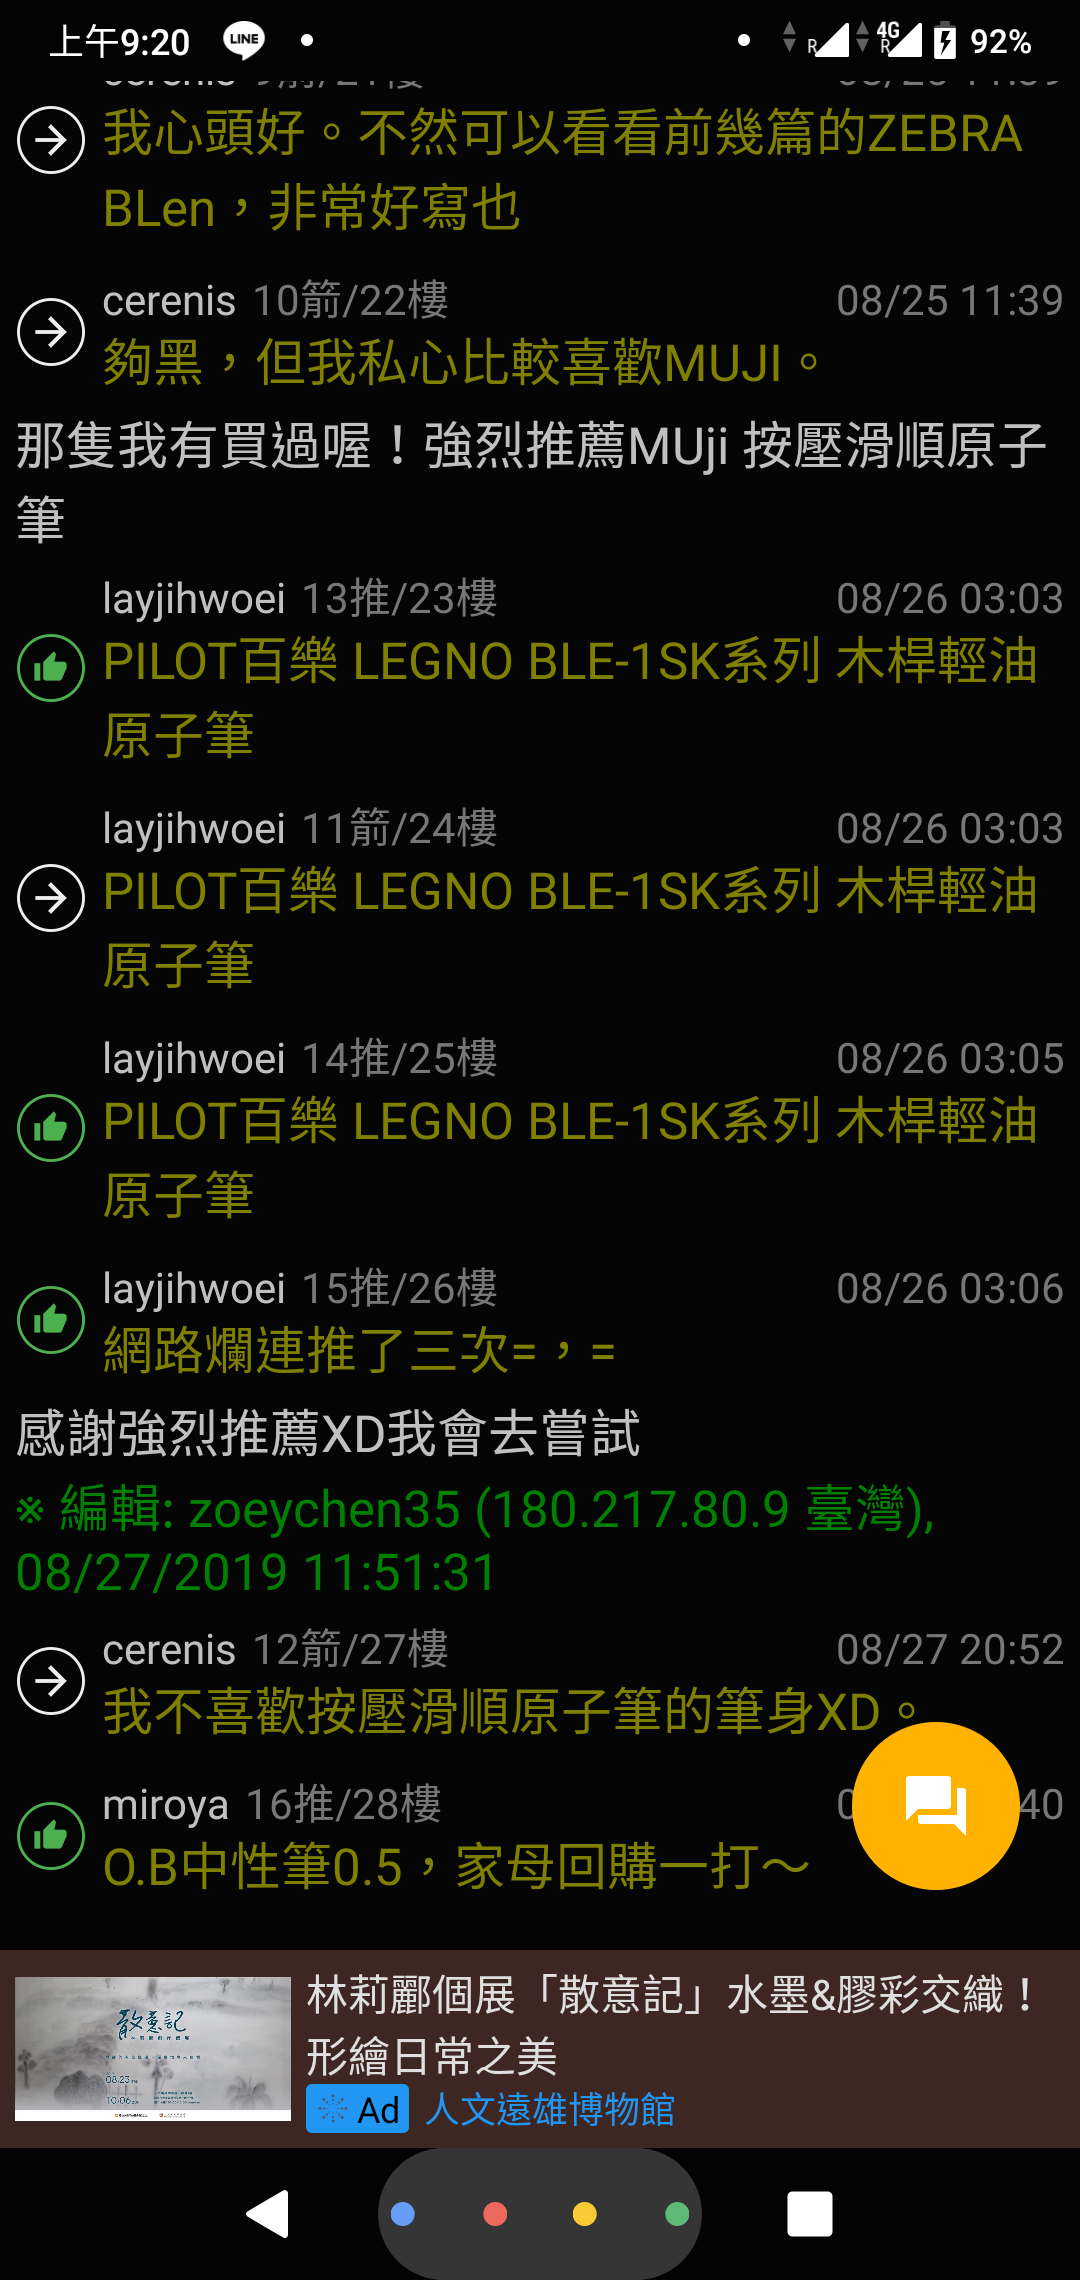 上午9:20 LINE 4G R R 92%
cerenis 9箭/21樓 08/25 11:39
我心頭好。不然可以看看前幾篇的ZEBRA
BLen，非常好寫也
cerenis 10箭/22樓 08/25 11:39
夠黑，但我私心比較喜歡MUJI。
那隻我有買過喔！強烈推薦MUji 按壓滑順原子
筆
layjihwoei 13推/23樓 08/26 03:03
PILOT百樂 LEGNO BLE-1SK系列 木桿輕油
原子筆
layjihwoei 11箭/24樓 08/26 03:03
PILOT百樂 LEGNO BLE-1SK系列 木桿輕油
原子筆
layjihwoei 14推/25樓 08/26 03:05
PILOT百樂 LEGNO BLE-1SK系列 木桿輕油
原子筆
layjihwoei 15推/26樓 08/26 03:06
網路爛連推了三次=，=
感謝強烈推薦XD我會去嘗試
※ 編輯: zoeychen35 (180.217.80.9 臺灣),
08/27/2019 11:51:31
cerenis 12箭/27樓 08/27 20:52
我不喜歡按壓滑順原子筆的筆身XD。
miroya 16推/28樓 40
O.B中性筆0.5，家母回購一打～
林莉酈個展「散意記」水墨&膠彩交織！
形繪日常之美
Ad 人文遠雄博物館
散意記
08.23
10.06